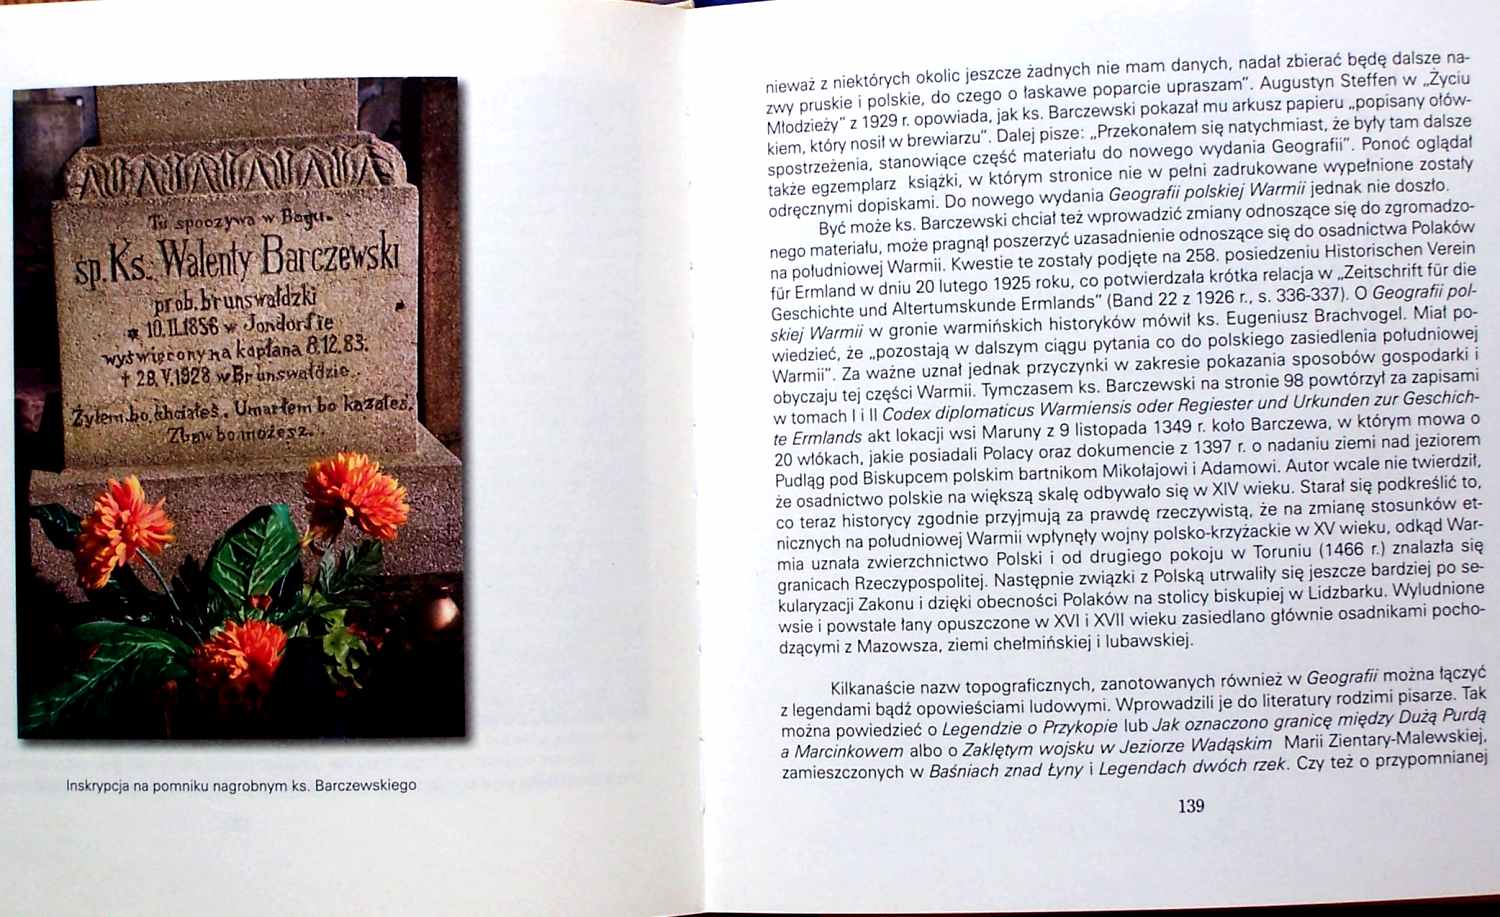 Tu spoczywa w Bogu.
śp. Ks. Walenty Barczewski
prob. brunswałdzki
* 10.II.1856 w Jondorfie
wyświęcony na kapłana 8.12.83.
† 28.V.1928 w Brunswałdzie.
Żyłem bo chciałeś. Umarłem bo kazałeś.
Zbaw bo możesz.
Inskrypcja na pomniku nagrobnym ks. Barczewskiego
nieważ z niektórych okolic jeszcze żadnych nie mam danych, nadal zbierać będę dalsze na-
zwy pruskie i polskie, do czego o łaskawe poparcie upraszam”. Augustyn Steffen w „Życiu
Młodzieży” z 1929 r. opowiada, jak ks. Barczewski pokazał mu arkusz papieru „popisany ołów-
kiem, który nosił w brewiarzu”. Dalej pisze: „Przekonałem się natychmiast, że były tam dalsze
spostrzeżenia, stanowiące część materiału do nowego wydania Geografii”. Ponoć oglądał
także egzemplarz książki, w którym stronice nie w pełni zadrukowane wypełnione zostały
odręcznymi dopiskami. Do nowego wydania Geografii polskiej Warmii jednak nie doszło.
Być może ks. Barczewski chciał też wprowadzić zmiany odnoszące się do zgromadzo-
nego materiału, może pragnął poszerzyć uzasadnienie odnoszące się do osadnictwa Polaków
na południowej Warmii. Kwestie te zostały podjęte na 258. posiedzeniu Historischen Verein
für Ermland w dniu 20 lutego 1925 roku, co potwierdzała krótka relacja w „Zeitschrift für die
Geschichte und Altertumskunde Ermlands” (Band 22 z 1926 r., s. 336-337). O Geografii pol-
skiej Warmii w gronie warmińskich historyków mówił ks. Eugeniusz Brachvogel. Miał po-
wiedzieć, że „pozostają w dalszym ciągu pytania co do polskiego zasiedlenia południowej
Warmii”. Za ważne uznał jednak przyczynki w zakresie pokazania sposobów gospodarki i
obyczaju tej części Warmii. Tymczasem ks. Barczewski na stronie 98 powtórzył za zapisami
w tomach I i II Codex diplomaticus Warmiensis oder Regiester und Urkunden zur Geschich-
te Ermlands akt lokacji wsi Maruny z 9 listopada 1349 r. koło Barczewa, w którym mowa o
20 włókach, jakie posiadali Polacy oraz dokumencie z 1397 r. o nadaniu ziemi nad jeziorem
Pudląg pod Biskupcem polskim bartnikom Mikołajowi i Adamowi. Autor wcale nie twierdził,
że osadnictwo polskie na większą skalę odbywało się w XIV wieku. Starał się podkreślić to,
co teraz historycy zgodnie przyjmują za prawdę rzeczywistą, że na zmianę stosunków et-
nicznych na południowej Warmii wpłynęły wojny polsko-krzyżackie w XV wieku, odkąd War-
mia uznała zwierzchnictwo Polski i od drugiego pokoju w Toruniu (1466 r.) znalazła się
granicach Rzeczypospolitej. Następnie związki z Polską utrwaliły się jeszcze bardziej po se-
kularyzacji Zakonu i dzięki obecności Polaków na stolicy biskupiej w Lidzbarku. Wyludnione
wsie i powstałe łany opuszczone w XVI i XVII wieku zasiedlano głównie osadnikami pocho-
dzącymi z Mazowsza, ziemi chełmińskiej i lubawskiej.
Kilkanaście nazw topograficznych, zanotowanych również w Geografii można łączyć
z legendami bądź opowieściami ludowymi. Wprowadzili je do literatury rodzimi pisarze. Tak
można powiedzieć o Legendzie o Przykopie lub Jak oznaczono granicę między Dużą Purdą
a Marcinkowem albo o Zaklętym wojsku w Jeziorze Wadąskim Marii Zientary-Malewskiej,
zamieszczonych w Baśniach znad Łyny i Legendach dwóch rzek. Czy też o przypomnianej
139